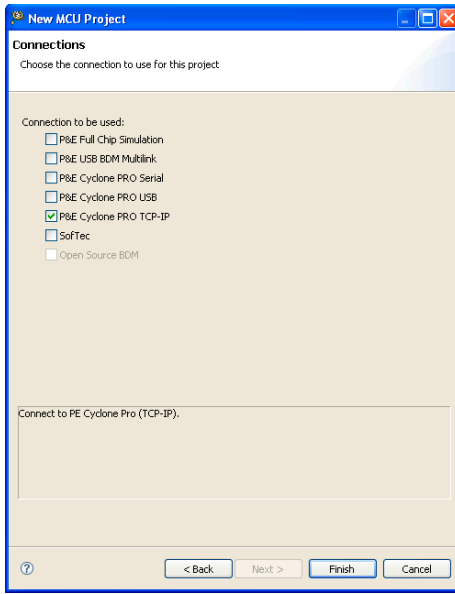 New MCU Project
Connections
Choose the connection to use for this project
Connection to be used:
P&E Full Chip Simulation
P&E USB BDM Multilink
P&E Cyclone PRO Serial
P&E Cyclone PRO USB
P&E Cyclone PRO TCP-IP
SofTec
Open Source BDM
Connect to PE Cyclone Pro (TCP-IP).
? < Back Next > Finish Cancel